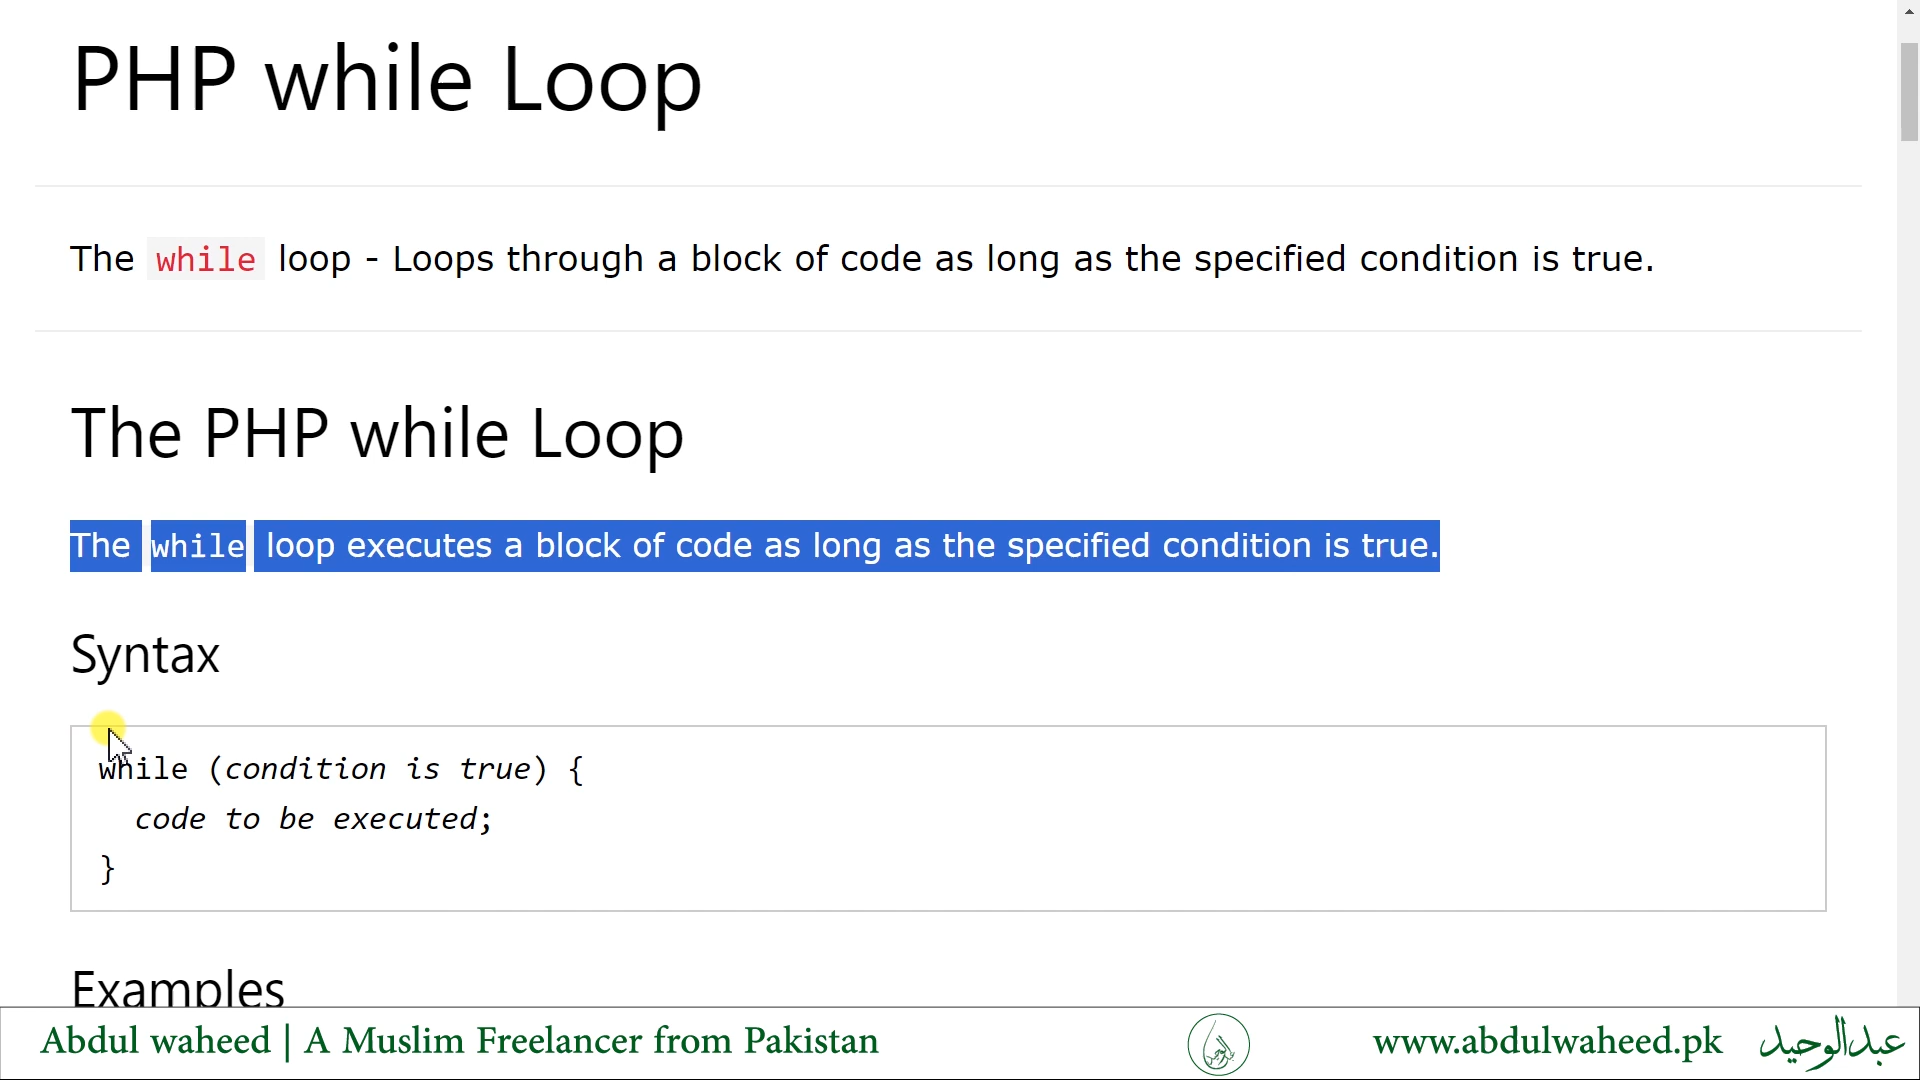 PHP while Loop
The while loop - Loops through a block of code as long as the specified condition is true.
The PHP while Loop
The while loop executes a block of code as long as the specified condition is true.
Syntax
while (condition is true) {
  code to be executed;
}
Examples
Abdul waheed | A Muslim Freelancer from Pakistan
www.abdulwaheed.pk
عبدالوحید